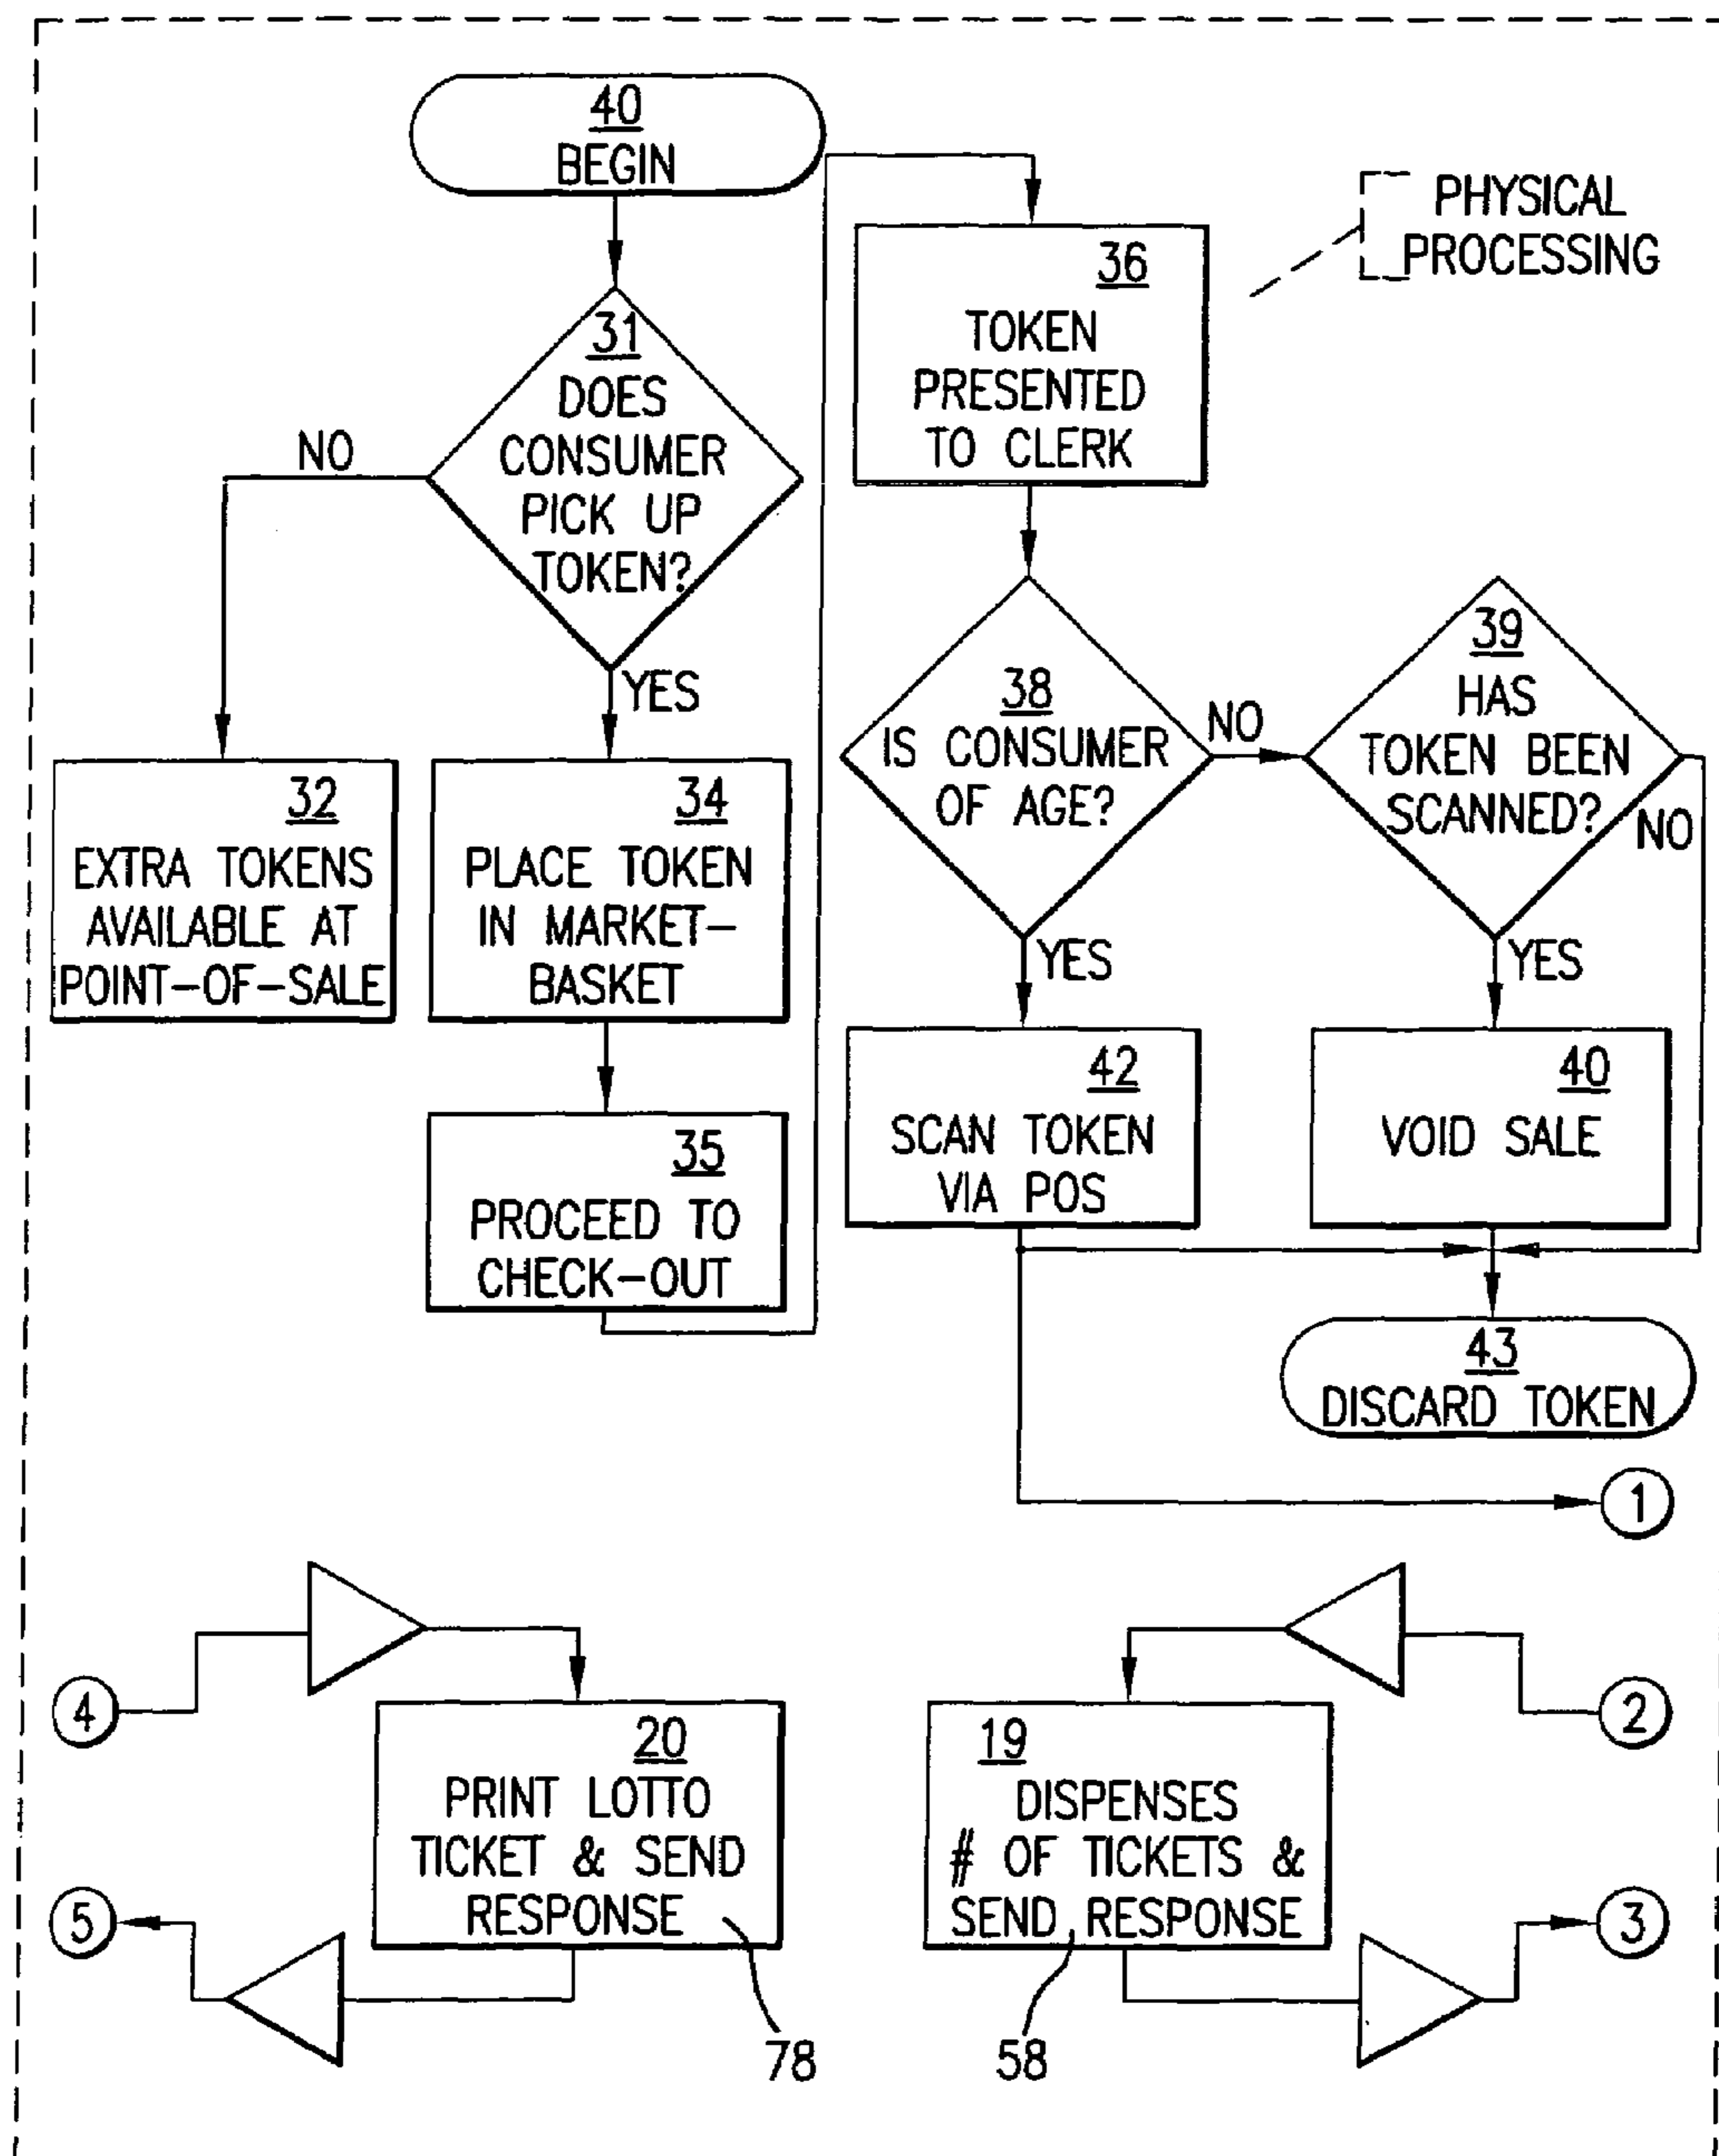 40
BEGIN
31
DOES
CONSUMER
PICK UP
TOKEN?
NO
YES
32
EXTRA TOKENS
AVAILABLE AT
POINT-OF-SALE
34
PLACE TOKEN
IN MARKET-
BASKET
35
PROCEED TO
CHECK-OUT
PHYSICAL
PROCESSING
36
TOKEN
PRESENTED
TO CLERK
38
IS CONSUMER
OF AGE?
NO
YES
39
HAS
TOKEN BEEN
SCANNED?
NO
YES
42
SCAN TOKEN
VIA POS
40
VOID SALE
43
DISCARD TOKEN
1
4
20
PRINT LOTTO
TICKET & SEND
RESPONSE
78
5
2
19
DISPENSES
# OF TICKETS &
SEND RESPONSE
58
3